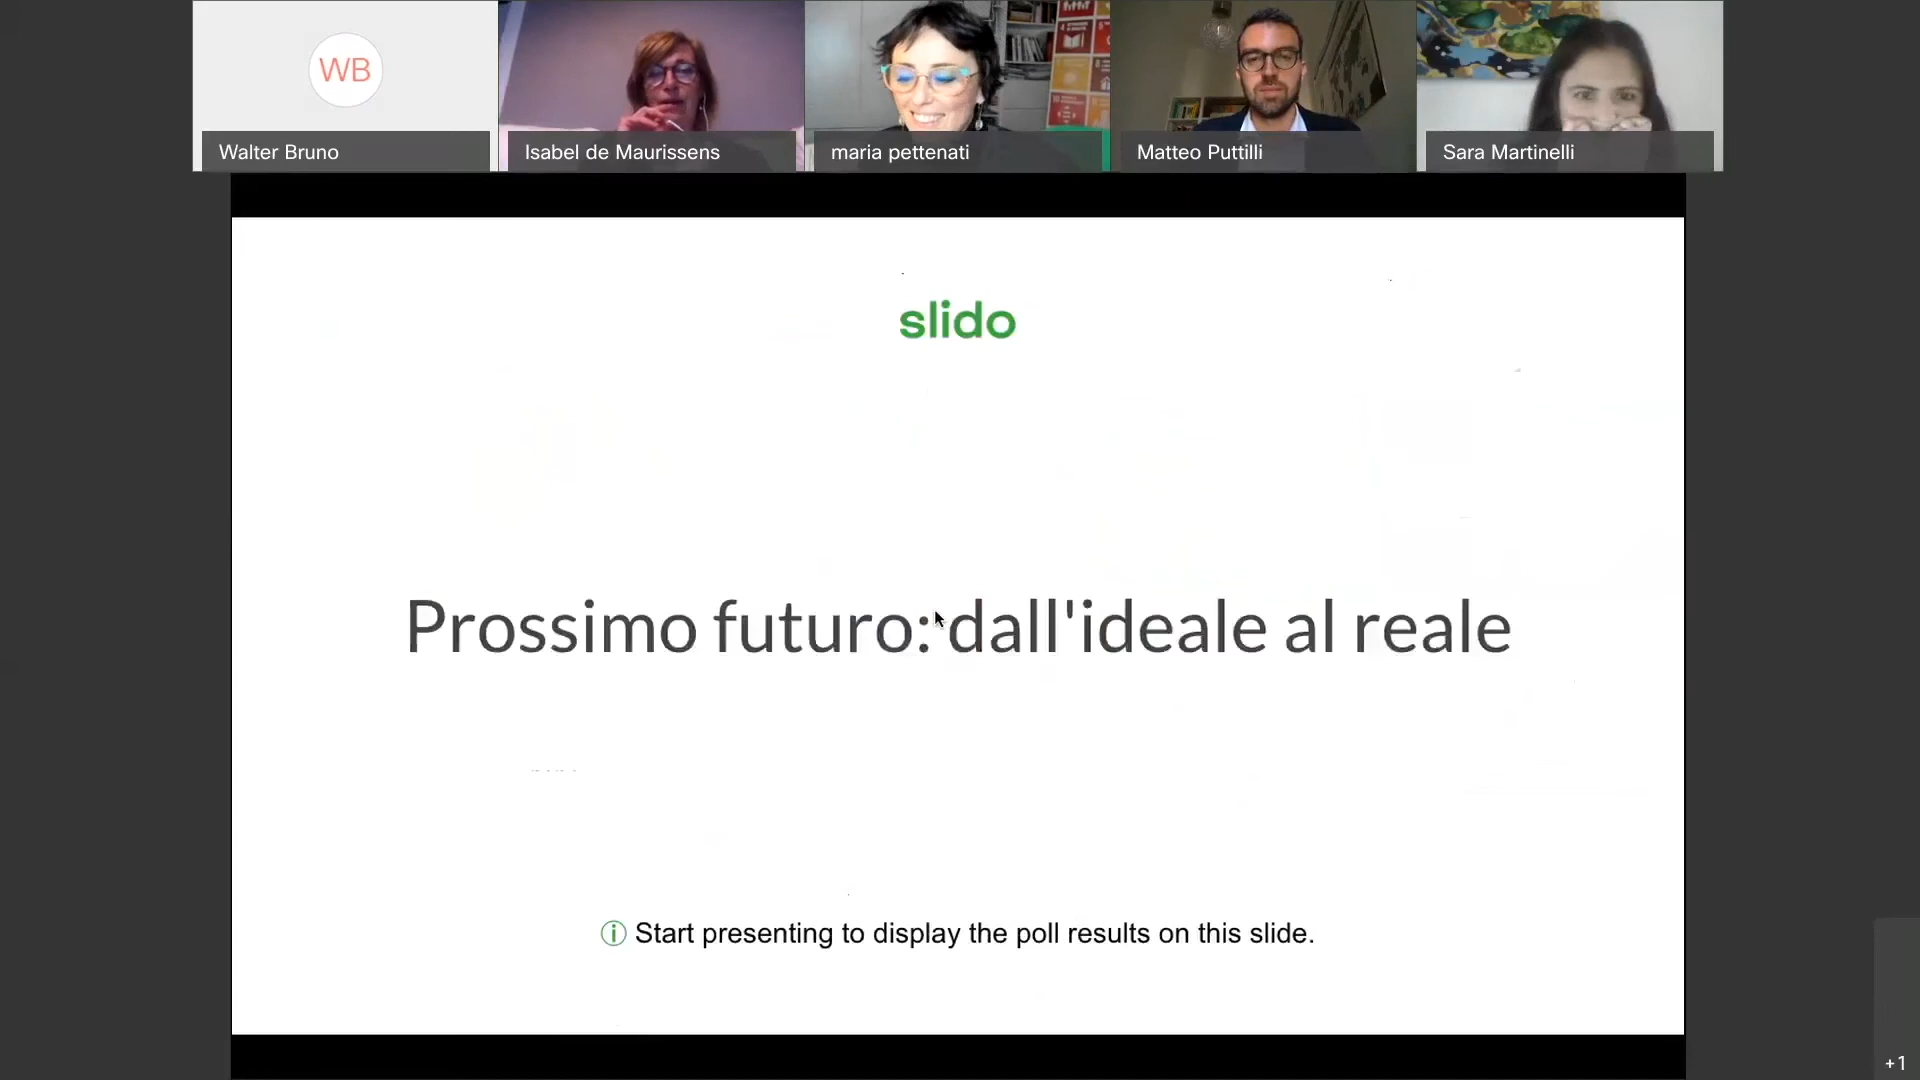 WB
Walter Bruno
Isabel de Maurissens
maria pettenati
Matteo Puttilli
Sara Martinelli
slido
Prossimo futuro: dall'ideale al reale
Start presenting to display the poll results on this slide.
+1